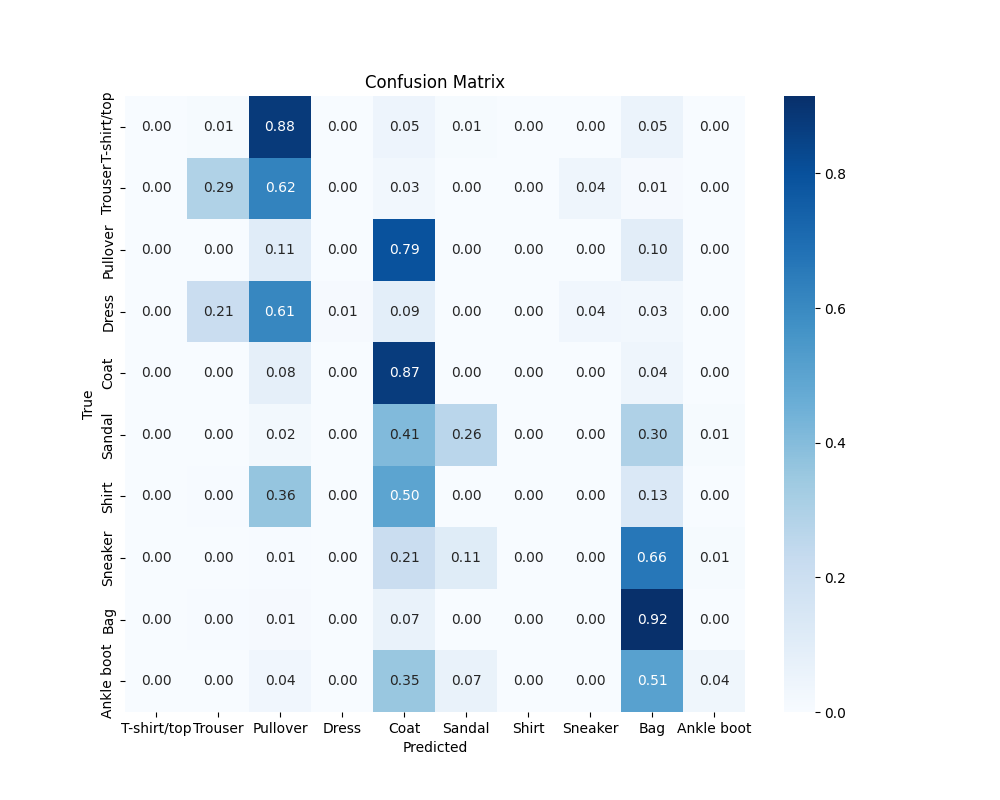 Confusion Matrix
T-shirt/top 0.00 0.01 0.88 0.00 0.05 0.01 0.00 0.00 0.05 0.00
Trouser 0.00 0.29 0.62 0.00 0.03 0.00 0.00 0.04 0.01 0.00
Pullover 0.00 0.00 0.11 0.00 0.79 0.00 0.00 0.00 0.10 0.00
Dress 0.00 0.21 0.61 0.01 0.09 0.00 0.00 0.04 0.03 0.00
Coat 0.00 0.00 0.08 0.00 0.87 0.00 0.00 0.00 0.04 0.00
Sandal 0.00 0.00 0.02 0.00 0.41 0.26 0.00 0.00 0.30 0.01
Shirt 0.00 0.00 0.36 0.00 0.50 0.00 0.00 0.00 0.13 0.00
Sneaker 0.00 0.00 0.01 0.00 0.21 0.11 0.00 0.00 0.66 0.01
Bag 0.00 0.00 0.01 0.00 0.07 0.00 0.00 0.00 0.92 0.00
Ankle boot 0.00 0.00 0.04 0.00 0.35 0.07 0.00 0.00 0.51 0.04
True
T-shirt/top Trouser Pullover Dress Coat Sandal Shirt Sneaker Bag Ankle boot
Predicted
0.8
0.6
0.4
0.2
0.0